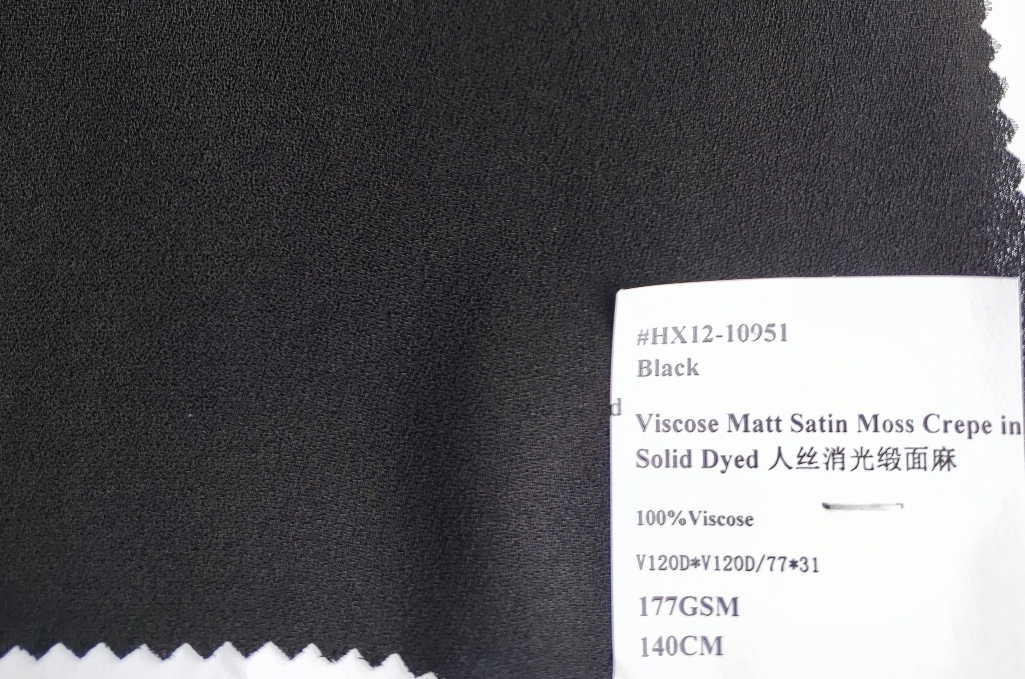 #HX12-10951
Black
d
Viscose Matt Satin Moss Crepe in
Solid Dyed 人丝消光缎面麻
100%Viscose
V120D*V120D/77*31
177GSM
140CM